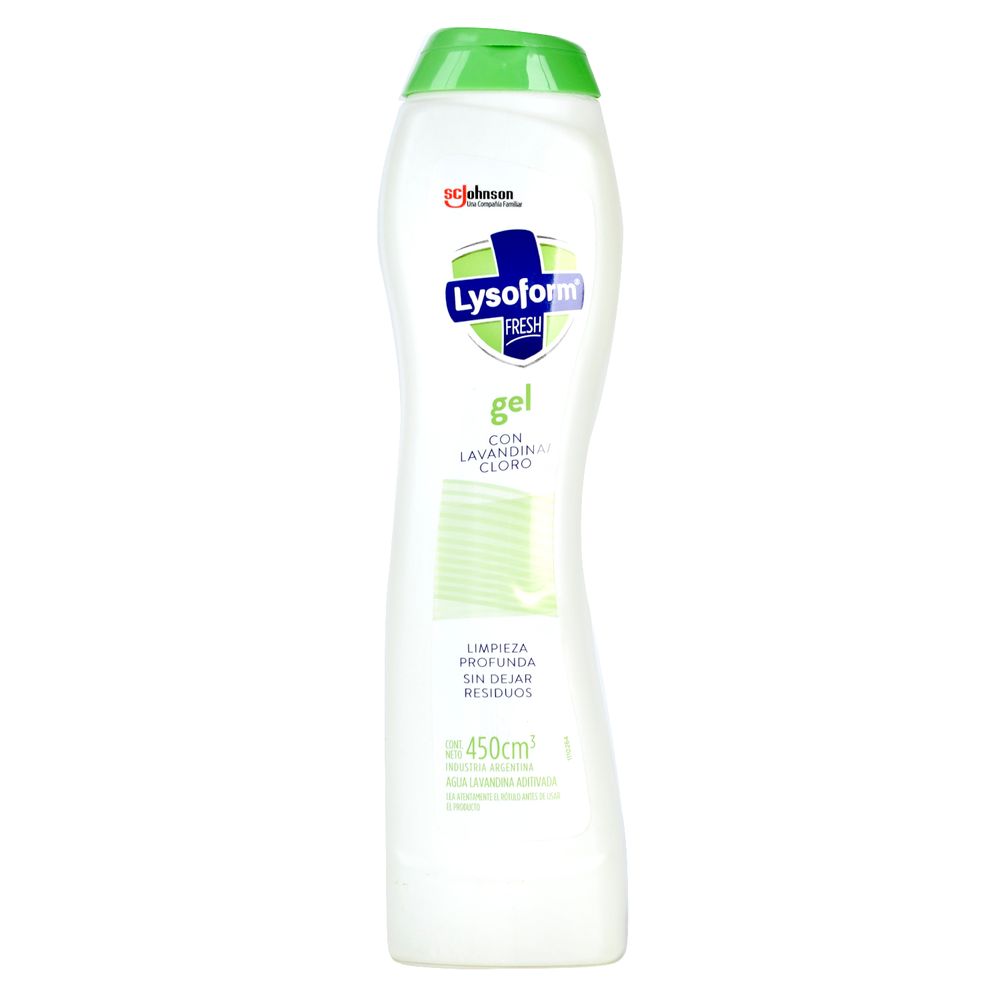 SCJohnson
Una Compañía Familiar
Lysoform®
FRESH
gel
CON
LAVANDINA/
CLORO
LIMPIEZA
PROFUNDA
SIN DEJAR
RESIDUOS
CONT.
NETO 450cm³
INDUSTRIA ARGENTINA
AGUA LAVANDINA ADITIVADA
LEA ATENTAMENTE EL RÓTULO ANTES DE USAR
EL PRODUCTO
1110264